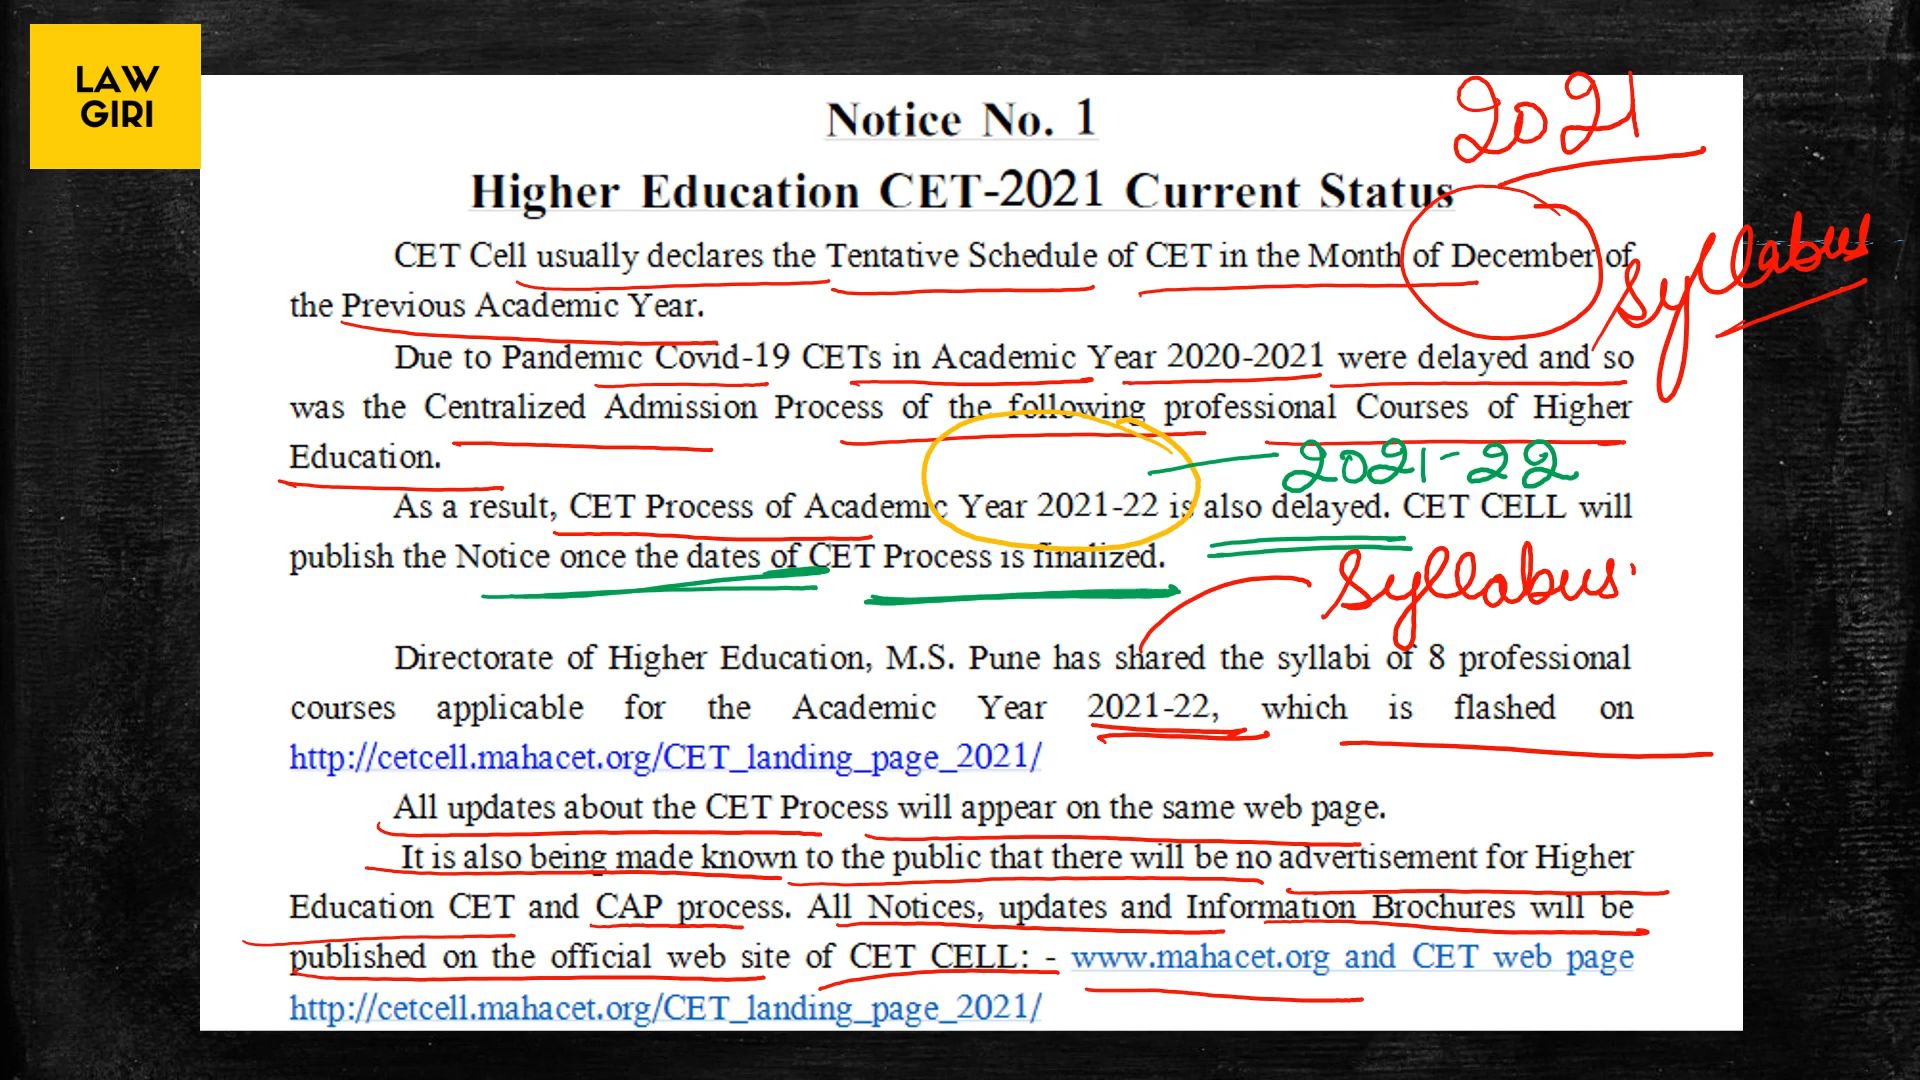 LAW
GIRI
Notice No. 1
2021
Higher Education CET-2021 Current Status
CET Cell usually declares the Tentative Schedule of CET in the Month of December of
Syllabus
the Previous Academic Year.
Due to Pandemic Covid-19 CETs in Academic Year 2020-2021 were delayed and so
was the Centralized Admission Process of the following professional Courses of Higher
Education.
2021-22
As a result, CET Process of Academic Year 2021-22 is also delayed. CET CELL will
publish the Notice once the dates of CET Process is finalized.
Syllabus
Directorate of Higher Education, M.S. Pune has shared the syllabi of 8 professional
courses applicable for the Academic Year 2021-22, which is flashed on
http://cetcell.mahacet.org/CET_landing_page_2021/
All updates about the CET Process will appear on the same web page.
It is also being made known to the public that there will be no advertisement for Higher
Education CET and CAP process. All Notices, updates and Information Brochures will be
published on the official web site of CET CELL: - www.mahacet.org and CET web page
http://cetcell.mahacet.org/CET_landing_page_2021/